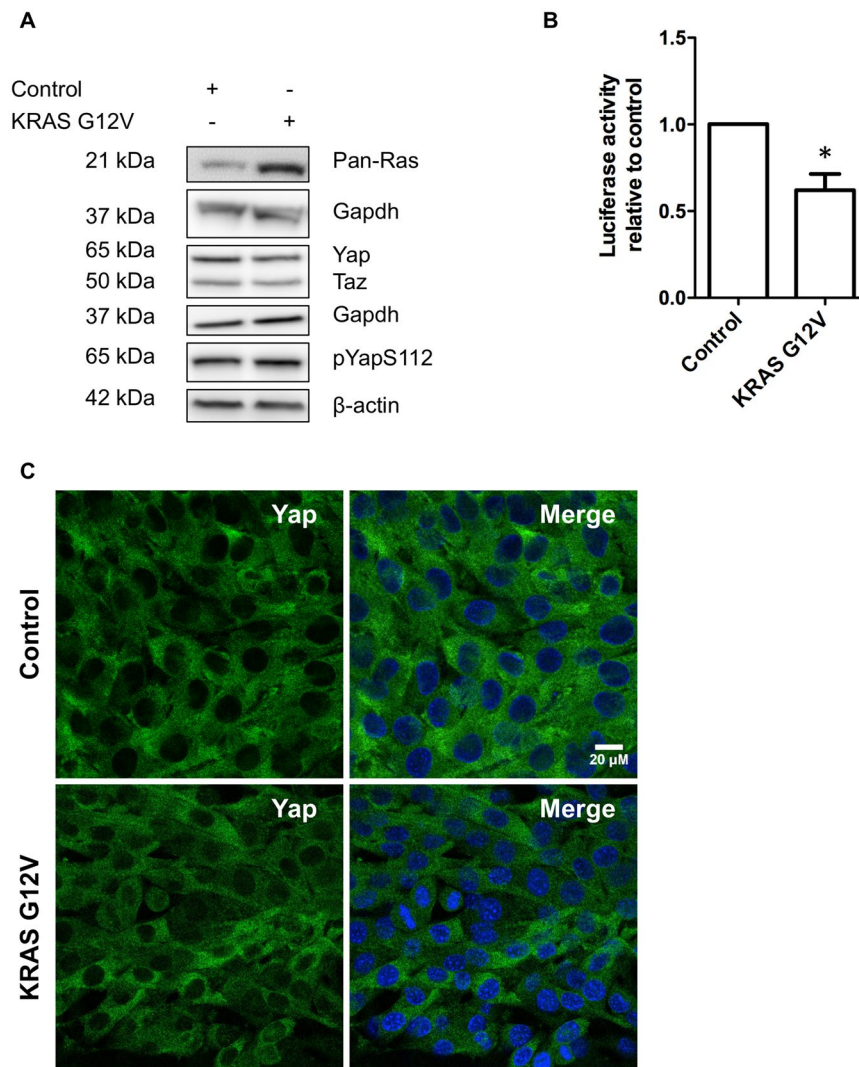 A
Control + -
KRAS G12V - +
21 kDa Pan-Ras
37 kDa Gapdh
65 kDa Yap
50 kDa Taz
37 kDa Gapdh
65 kDa pYapS112
42 kDa β-actin
B
Luciferase activity
relative to control
1.5
1.0
0.5
0.0
*
Control
KRAS G12V
C
Control
Yap
Merge
20 µM
KRAS G12V
Yap
Merge